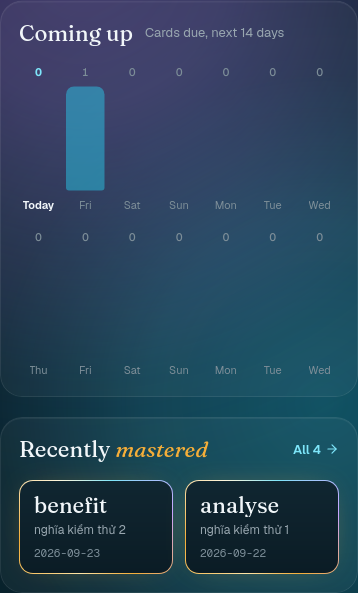 Coming up Cards due, next 14 days
0 1 0 0 0 0 0
Today Fri Sat Sun Mon Tue Wed
0 0 0 0 0 0 0
Thu Fri Sat Sun Mon Tue Wed
Recently mastered All 4 →
benefit analyse
nghĩa kiểm thử 2 nghĩa kiểm thử 1
2026-09-23 2026-09-22